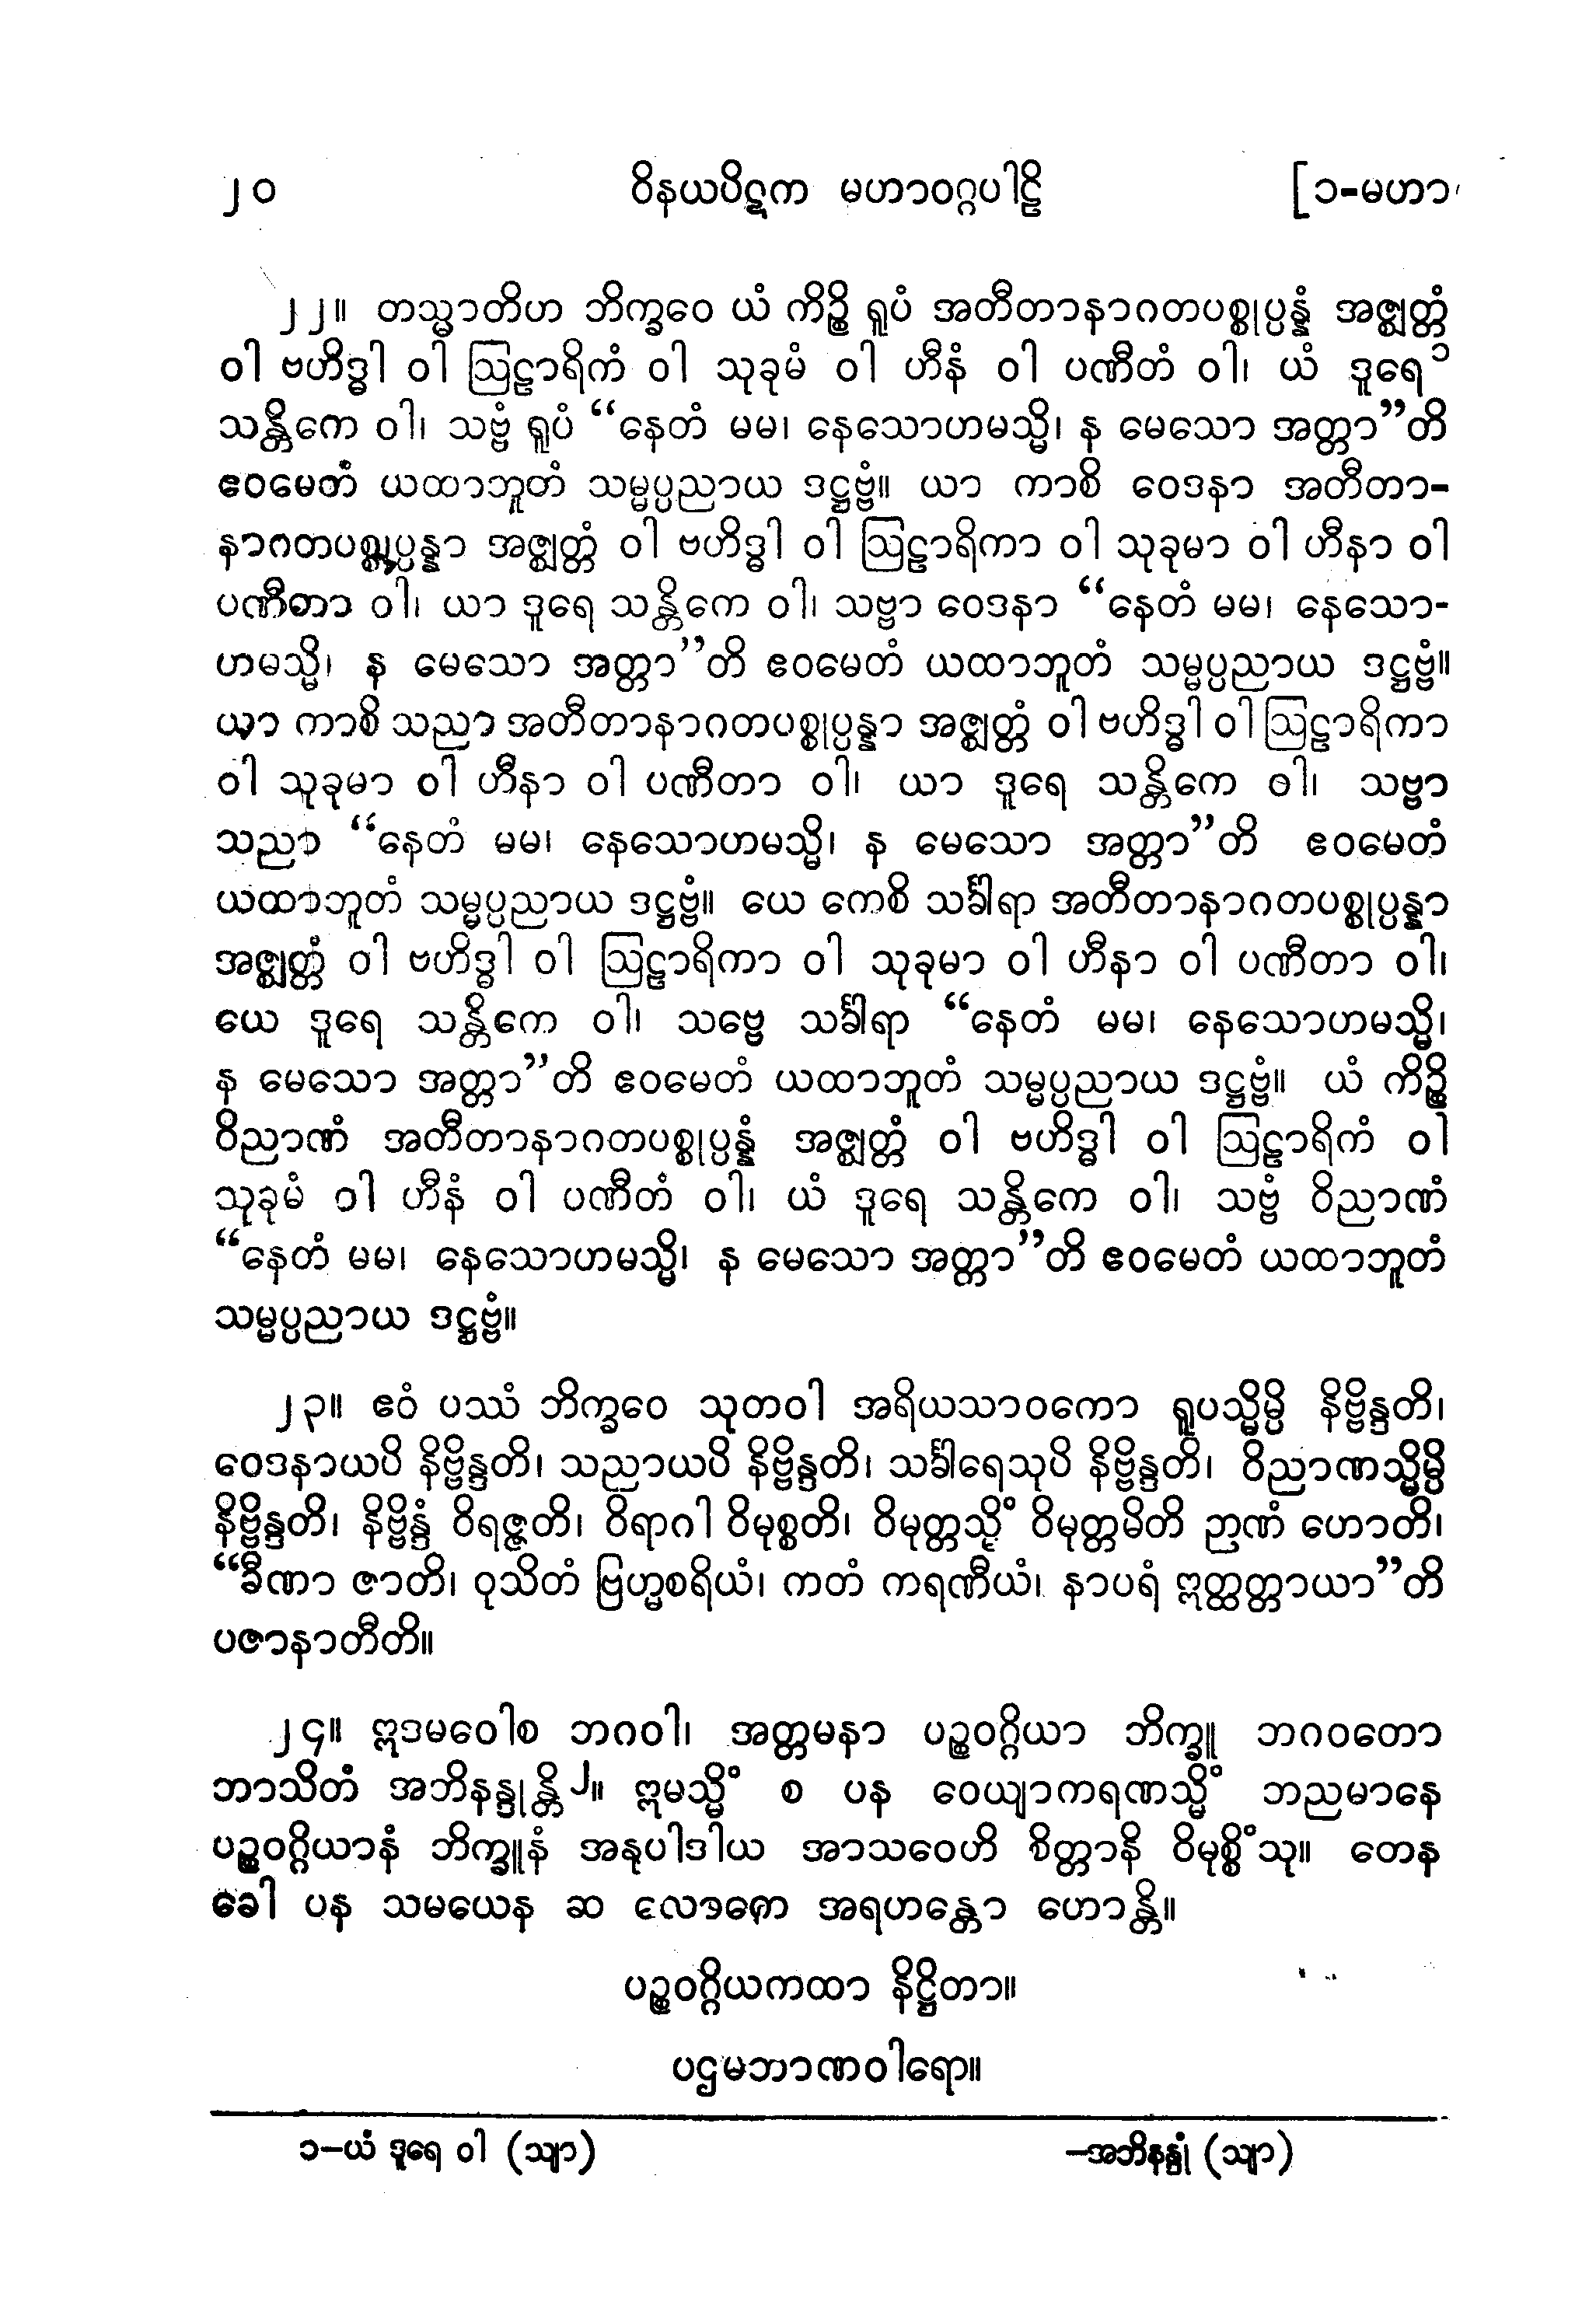 ၂၀ ဝိနယပိဋက မဟာဝဂ္ဂပါဠိ [၁-မဟာ
၂၂။ တသ္မာတိဟ ဘိက္ခဝေ ယံ ကိဉ္စိ ရူပံ အတီတာနာဂတပစ္စုပ္ပန္နံ အဇ္ဈတ္တံ
ဝါ ဗဟိဒ္ဓါ ဝါ ဩဠာရိကံ ဝါ သုခုမံ ဝါ ဟီနံ ဝါ ပဏီတံ ဝါ၊ ယံ ဒူရေ၁
သန္တိကေ ဝါ၊ သဗ္ဗံ ရူပံ “နေတံ မမ၊ နေသောဟမသ္မိ၊ န မေသော အတ္တာ”တိ
ဧဝမေတံ ယထာဘူတံ သမ္မပ္ပညာယ ဒဋ္ဌဗ္ဗံ။ ယာ ကာစိ ဝေဒနာ အတီတာ-
နာဂတပစ္စုပ္ပန္နာ အဇ္ဈတ္တံ ဝါ ဗဟိဒ္ဓါ ဝါ ဩဠာရိကာ ဝါ သုခုမာ ဝါ ဟီနာ ဝါ
ပဏီတာ ဝါ၊ ယာ ဒူရေ သန္တိကေ ဝါ၊ သဗ္ဗာ ဝေဒနာ “နေတံ မမ၊ နေသော-
ဟမသ္မိ၊ န မေသော အတ္တာ”တိ ဧဝမေတံ ယထာဘူတံ သမ္မပ္ပညာယ ဒဋ္ဌဗ္ဗံ။
ယာ ကာစိ သညာ အတီတာနာဂတပစ္စုပ္ပန္နာ အဇ္ဈတ္တံ ဝါ ဗဟိဒ္ဓါ ဝါ ဩဠာရိကာ
ဝါ သုခုမာ ဝါ ဟီနာ ဝါ ပဏီတာ ဝါ၊ ယာ ဒူရေ သန္တိကေ ဝါ၊ သဗ္ဗာ
သညာ “နေတံ မမ၊ နေသောဟမသ္မိ၊ န မေသော အတ္တာ”တိ ဧဝမေတံ
ယထာဘူတံ သမ္မပ္ပညာယ ဒဋ္ဌဗ္ဗံ။ ယေ ကေစိ သင်္ခါရာ အတီတာနာဂတပစ္စုပ္ပန္နာ
အဇ္ဈတ္တံ ဝါ ဗဟိဒ္ဓါ ဝါ ဩဠာရိကာ ဝါ သုခုမာ ဝါ ဟီနာ ဝါ ပဏီတာ ဝါ၊
ယေ ဒူရေ သန္တိကေ ဝါ၊ သဗ္ဗေ သင်္ခါရာ “နေတံ မမ၊ နေသောဟမသ္မိ၊
န မေသော အတ္တာ”တိ ဧဝမေတံ ယထာဘူတံ သမ္မပ္ပညာယ ဒဋ္ဌဗ္ဗံ။ ယံ ကိဉ္စိ
ဝိညာဏံ အတီတာနာဂတပစ္စုပ္ပန္နံ အဇ္ဈတ္တံ ဝါ ဗဟိဒ္ဓါ ဝါ ဩဠာရိကံ ဝါ
သုခုမံ ဝါ ဟီနံ ဝါ ပဏီတံ ဝါ၊ ယံ ဒူရေ သန္တိကေ ဝါ၊ သဗ္ဗံ ဝိညာဏံ
“နေတံ မမ၊ နေသောဟမသ္မိ၊ န မေသော အတ္တာ”တိ ဧဝမေတံ ယထာဘူတံ
သမ္မပ္ပညာယ ဒဋ္ဌဗ္ဗံ။
၂၃။ ဧဝံ ပဿံ ဘိက္ခဝေ သုတဝါ အရိယသာဝကော ရူပသ္မိမ္ပိ နိဗ္ဗိန္ဒတိ၊
ဝေဒနာယပိ နိဗ္ဗိန္ဒတိ၊ သညာယပိ နိဗ္ဗိန္ဒတိ၊ သင်္ခါရေသုပိ နိဗ္ဗိန္ဒတိ၊ ဝိညာဏသ္မိမ္ပိ
နိဗ္ဗိန္ဒတိ၊ နိဗ္ဗိန္ဒံ ဝိရဇ္ဇတိ၊ ဝိရာဂါ ဝိမုစ္စတိ၊ ဝိမုတ္တသ္မိံ ဝိမုတ္တမိတိ ဉာဏံ ဟောတိ၊
“ခီဏာ ဇာတိ၊ ဝုသိတံ ဗြဟ္မစရိယံ၊ ကတံ ကရဏီယံ၊ နာပရံ ဣတ္ထတ္တာယာ”တိ
ပဇာနာတီတိ။
၂၄။ ဣဒမဝေါစ ဘဂဝါ၊ အတ္တမနာ ပဉ္စဝဂ္ဂိယာ ဘိက္ခူ ဘဂဝတော
ဘာသိတံ အဘိနန္ဒုန္တိ၂။ ဣမသ္မိံ စ ပန ဝေယျာကရဏသ္မိံ ဘညမာနေ
ပဉ္စဝဂ္ဂိယာနံ ဘိက္ခူနံ အနုပါဒါယ အာသဝေဟိ စိတ္တာနိ ဝိမုစ္စိံသု။ တေန
ခေါ ပန သမယေန ဆ လောကေ အရဟန္တော ဟောန္တိ။
ပဉ္စဝဂ္ဂိယကထာ နိဋ္ဌိတာ။
ပဌမဘာဏဝါရော။
၁-ယံ ဒူရေ ဝါ (သျာ) -အဘိနန္ဒုံ (သျာ)